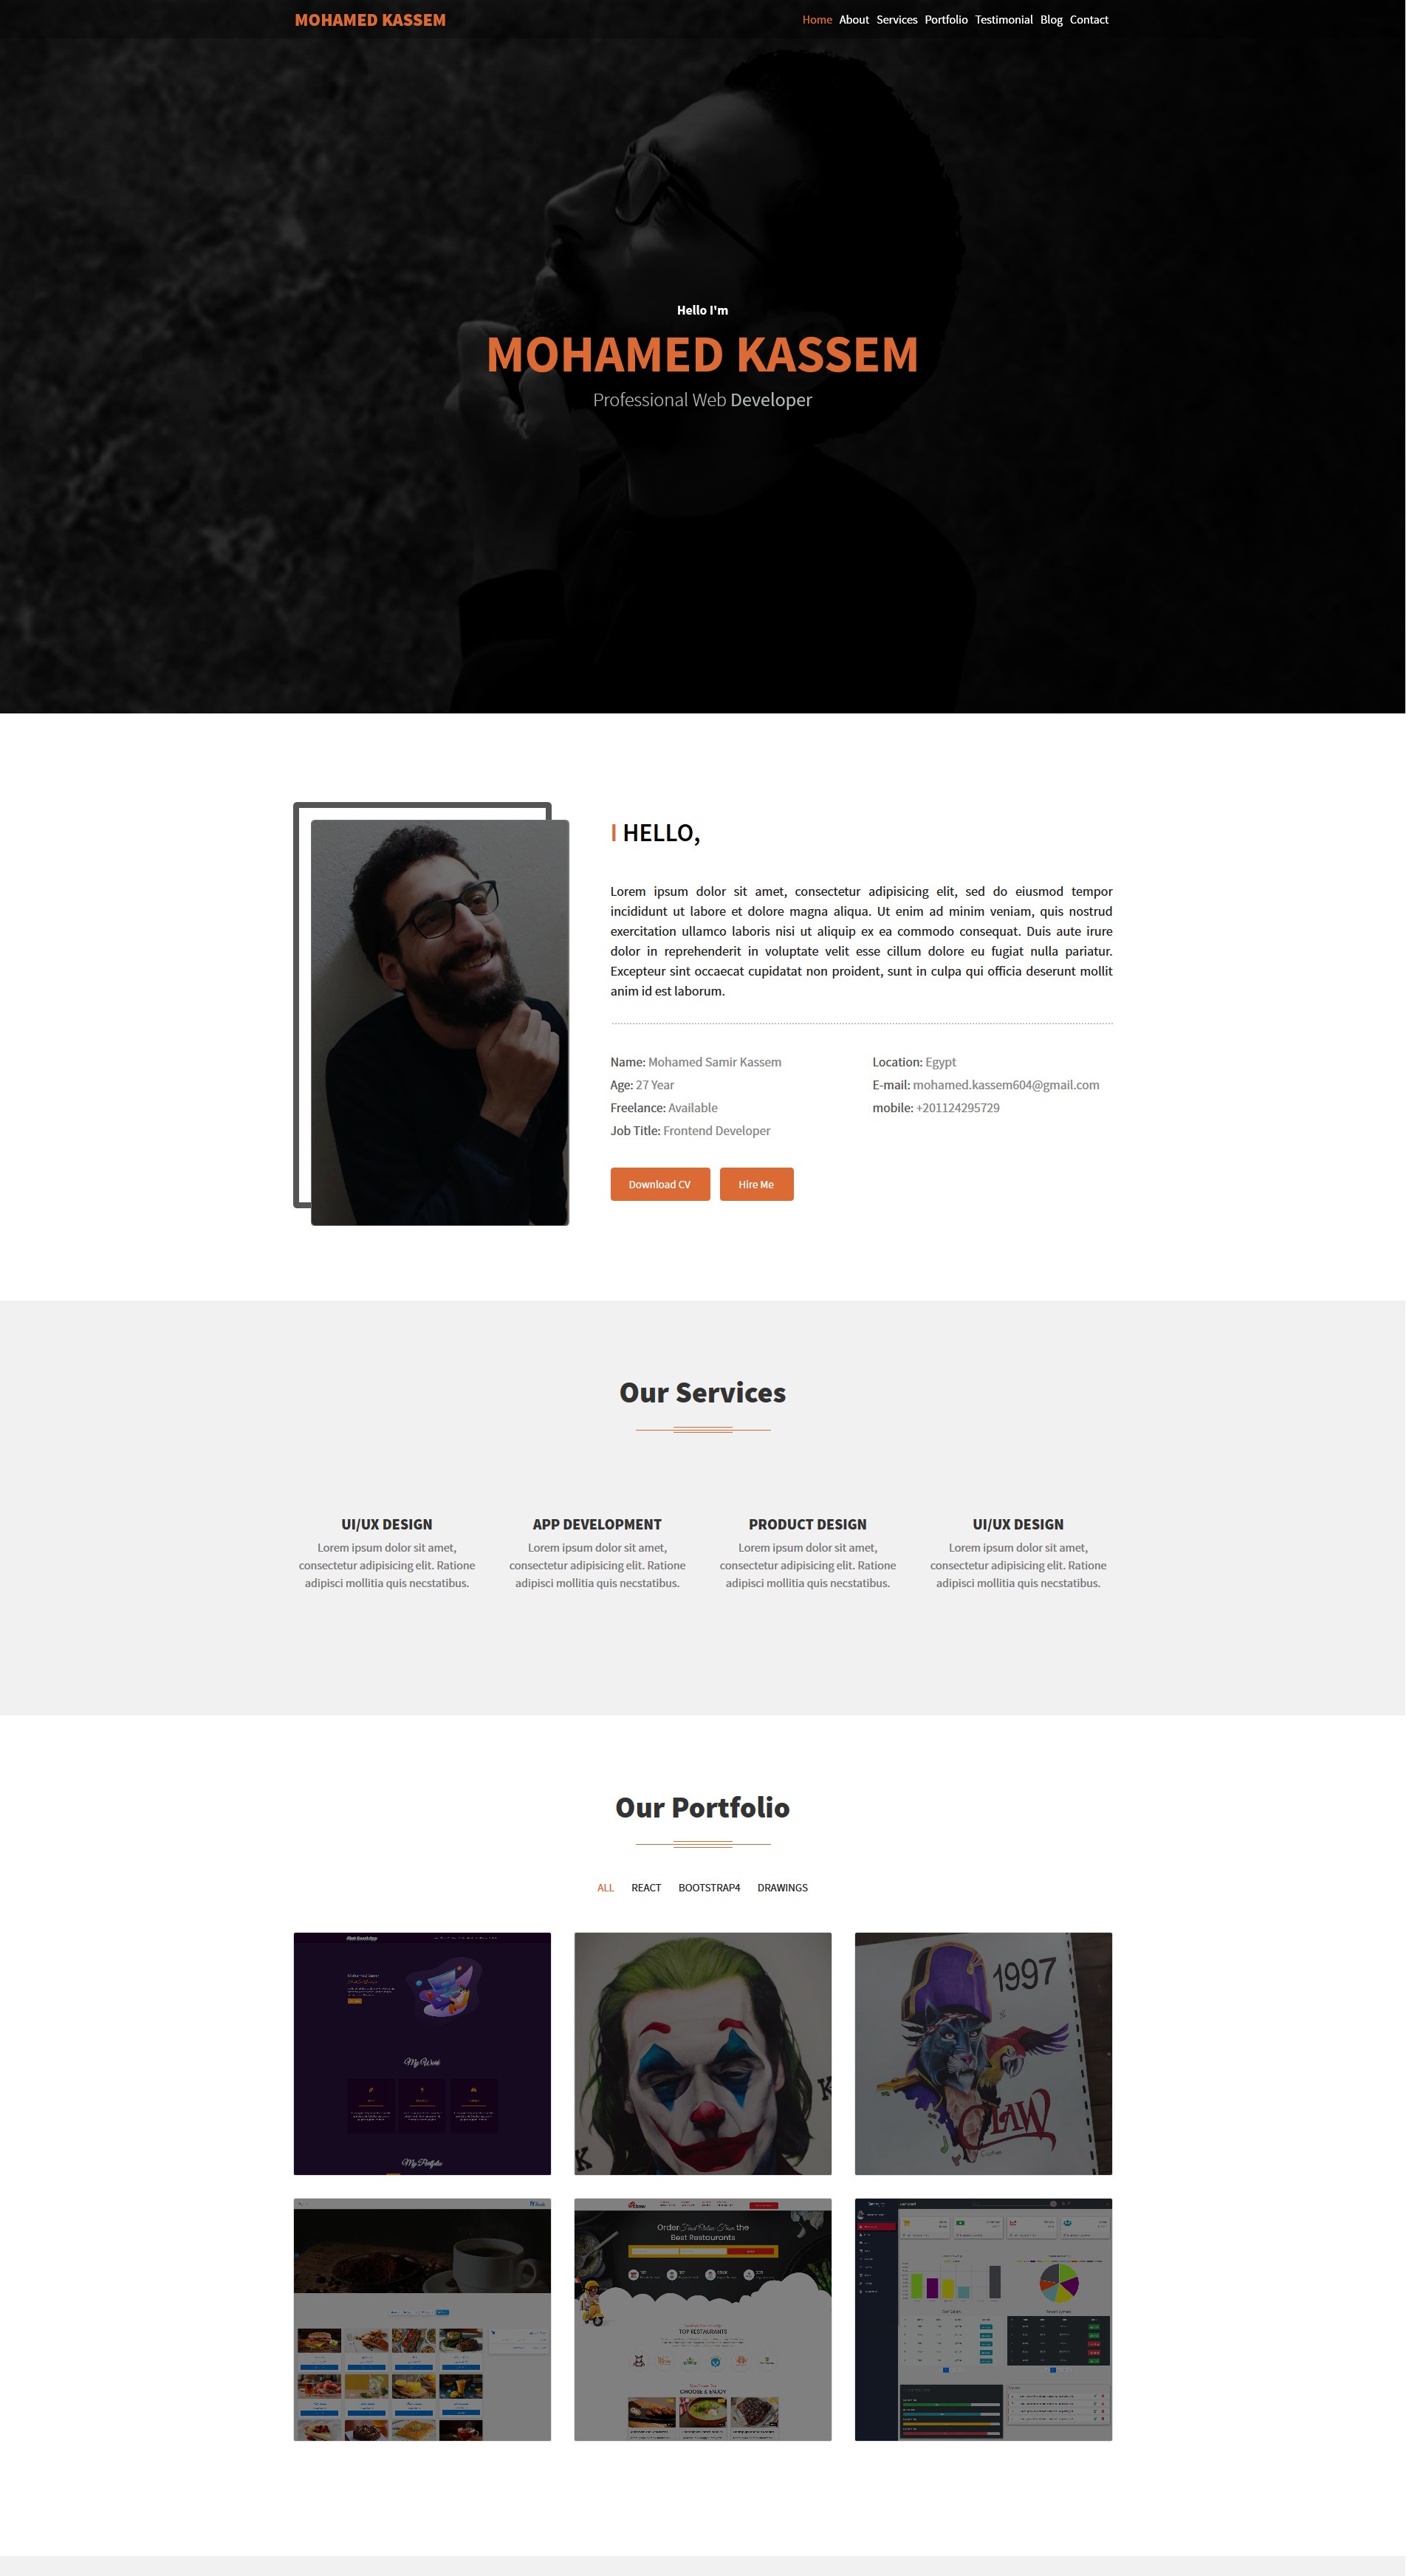 MOHAMED KASSEM
Home About Services Portfolio Testimonial Blog Contact
Hello I'm
MOHAMED KASSEM
Professional Web Developer
I HELLO,
Lorem ipsum dolor sit amet, consectetur adipisicing elit, sed do eiusmod tempor
incididunt ut labore et dolore magna aliqua. Ut enim ad minim veniam, quis nostrud
exercitation ullamco laboris nisi ut aliquip ex ea commodo consequat. Duis aute irure
dolor in reprehenderit in voluptate velit esse cillum dolore eu fugiat nulla pariatur.
Excepteur sint occaecat cupidatat non proident, sunt in culpa qui officia deserunt mollit
anim id est laborum.
Name: Mohamed Samir Kassem
Age: 27 Year
Freelance: Available
Job Title: Frontend Developer
Location: Egypt
E-mail: mohamed.kassem604@gmail.com
mobile: +201124295729
Download CV Hire Me
Our Services
UI/UX DESIGN
Lorem ipsum dolor sit amet,
consectetur adipisicing elit. Ratione
adipisci mollitia quis necstatibus.
APP DEVELOPMENT
Lorem ipsum dolor sit amet,
consectetur adipisicing elit. Ratione
adipisci mollitia quis necstatibus.
PRODUCT DESIGN
Lorem ipsum dolor sit amet,
consectetur adipisicing elit. Ratione
adipisci mollitia quis necstatibus.
UI/UX DESIGN
Lorem ipsum dolor sit amet,
consectetur adipisicing elit. Ratione
adipisci mollitia quis necstatibus.
Our Portfolio
ALL REACT BOOTSTRAP4 DRAWINGS
My Work
My Portfolio
K
K
1997
CLAW
Order Food Online From the
Best Restaurants
TOP RESTAURANTS
CHOOSE & ENJOY